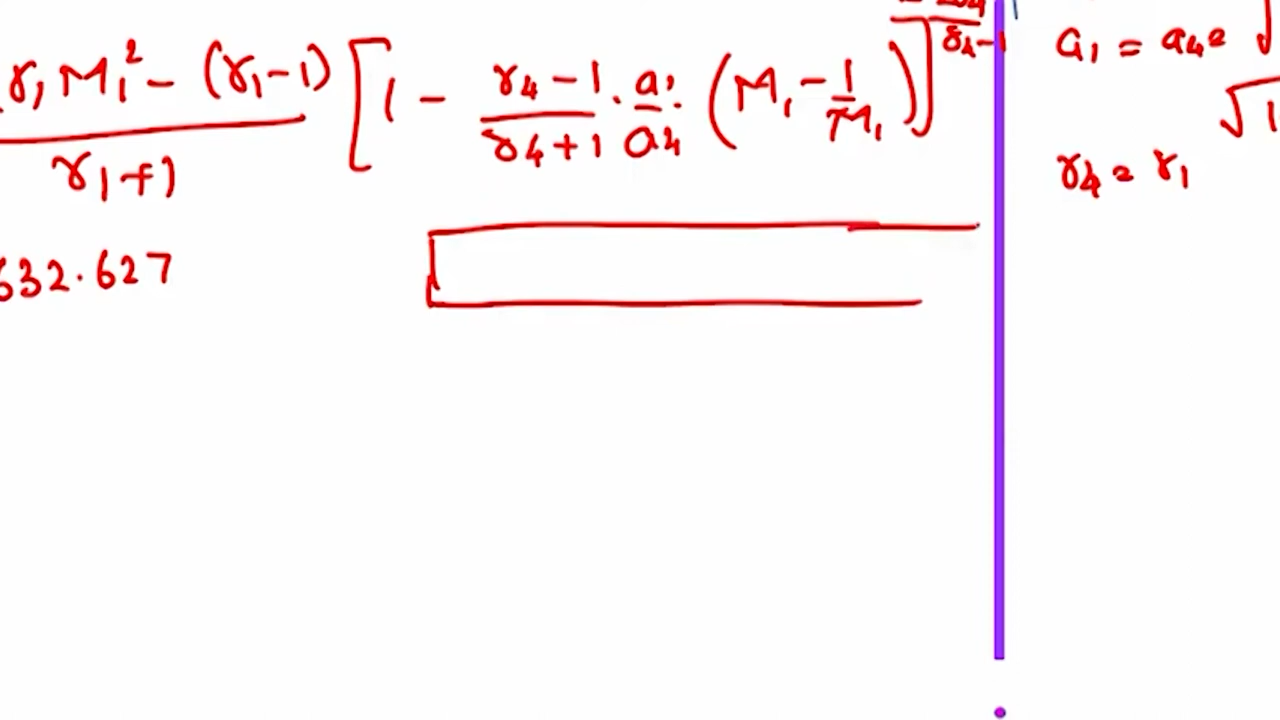 γ₁M₁² - (γ₁-1) / γ₁+1 [1 - γ₄-1 / γ₄+1 · a₁ / a₄ · (M₁ - 1/M₁)]
632.627
a₁ = a₄ = √
√1
γ₄ = γ₁